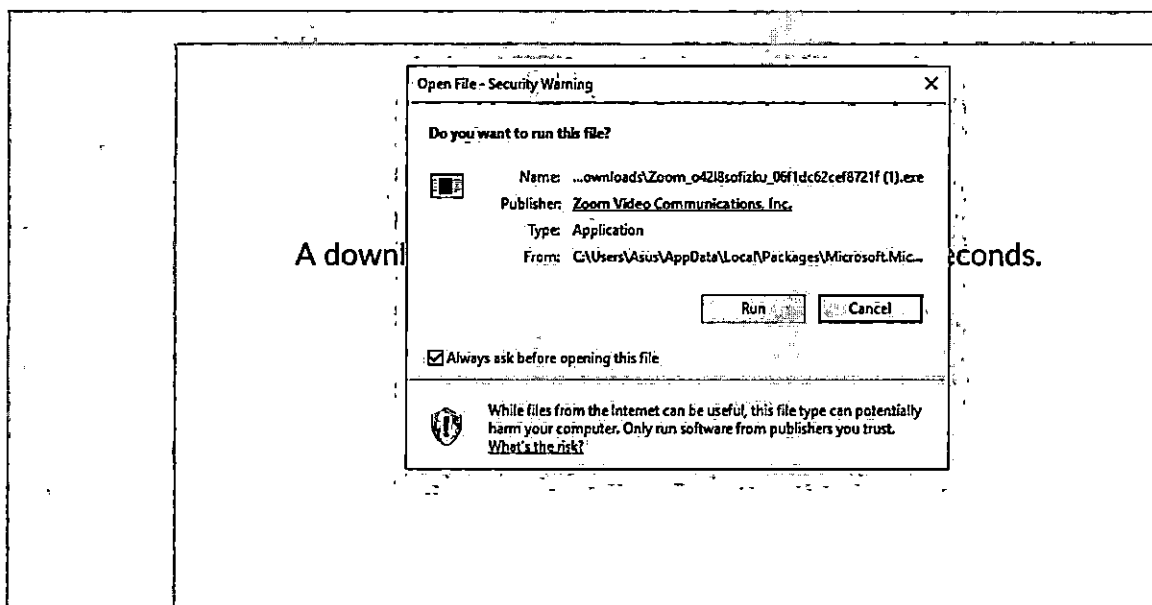 Open File - Security Warning
Do you want to run this file?
Name: ...ownloads\Zoom_o42l8sofizku_06f1dc62cef8721f (1).exe
Publisher: Zoom Video Communications, Inc.
Type: Application
From: C:\Users\Asus\AppData\Local\Packages\Microsoft.Mic...
A downl econds.
Run Cancel
Always ask before opening this file
While files from the Internet can be useful, this file type can potentially
harm your computer. Only run software from publishers you trust.
What's the risk?